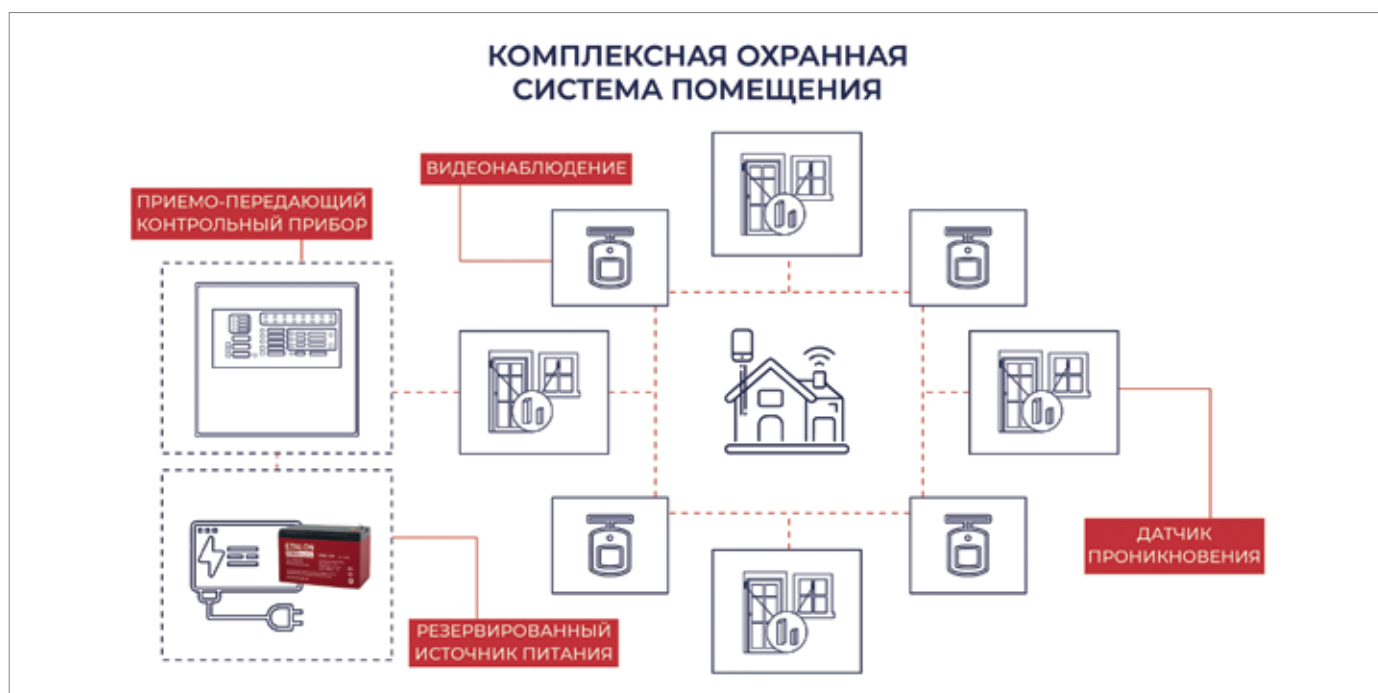 КОМПЛЕКСНАЯ ОХРАННАЯ
СИСТЕМА ПОМЕЩЕНИЯ
ВИДЕОНАБЛЮДЕНИЕ
ПРИЕМО-ПЕРЕДАЮЩИЙ
КОНТРОЛЬНЫЙ ПРИБОР
ДАТЧИК
ПРОНИКНОВЕНИЯ
РЕЗЕРВИРОВАННЫЙ
ИСТОЧНИК ПИТАНИЯ